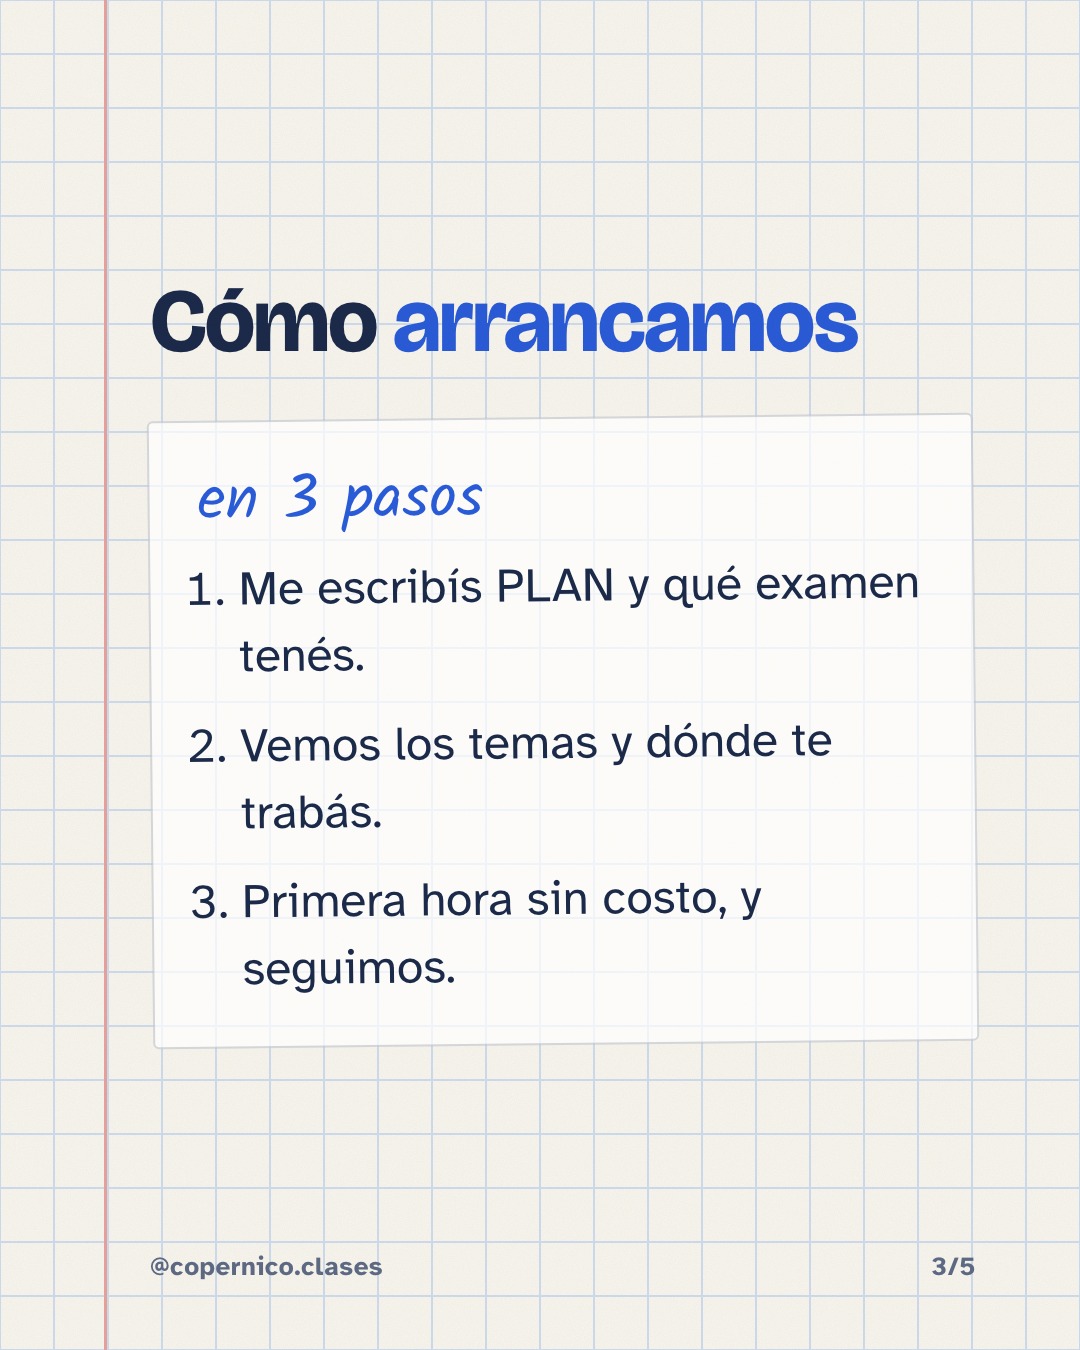 Cómo arrancamos
en 3 pasos
1. Me escribís PLAN y qué examen
tenés.
2. Vemos los temas y dónde te
trabás.
3. Primera hora sin costo, y
seguimos.
@copernico.clases
3/5